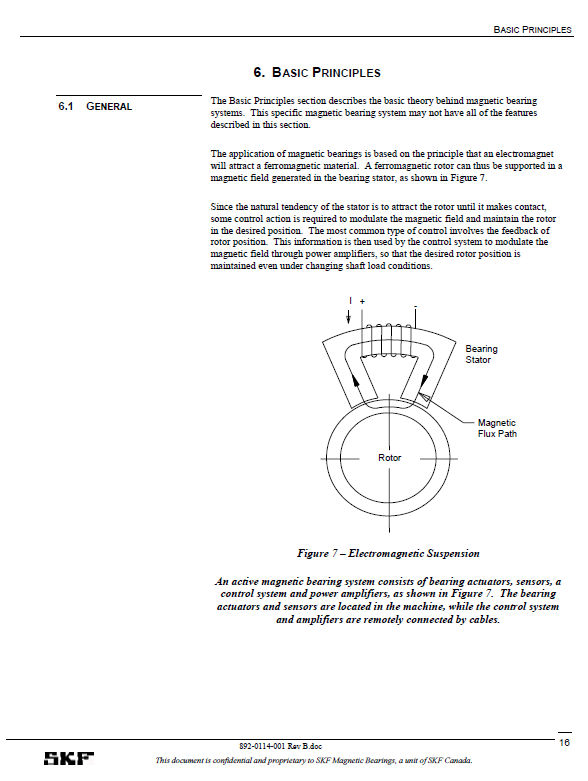 BASIC PRINCIPLES
6. BASIC PRINCIPLES
6.1 GENERAL
The Basic Principles section describes the basic theory behind magnetic bearing
systems. This specific magnetic bearing system may not have all of the features
described in this section.
The application of magnetic bearings is based on the principle that an electromagnet
will attract a ferromagnetic material. A ferromagnetic rotor can thus be supported in a
magnetic field generated in the bearing stator, as shown in Figure 7.
Since the natural tendency of the stator is to attract the rotor until it makes contact,
some control action is required to modulate the magnetic field and maintain the rotor
in the desired position. The most common type of control involves the feedback of
rotor position. This information is then used by the control system to modulate the
magnetic field through power amplifiers, so that the desired rotor position is
maintained even under changing shaft load conditions.
I + -
Bearing
Stator
Magnetic
Flux Path
Rotor
Figure 7 – Electromagnetic Suspension
An active magnetic bearing system consists of bearing actuators, sensors, a
control system and power amplifiers, as shown in Figure 7. The bearing
actuators and sensors are located in the machine, while the control system
and amplifiers are remotely connected by cables.
16
892-0114-001 Rev B.doc
SKF
This document is confidential and proprietary to SKF Magnetic Bearings, a unit of SKF Canada.